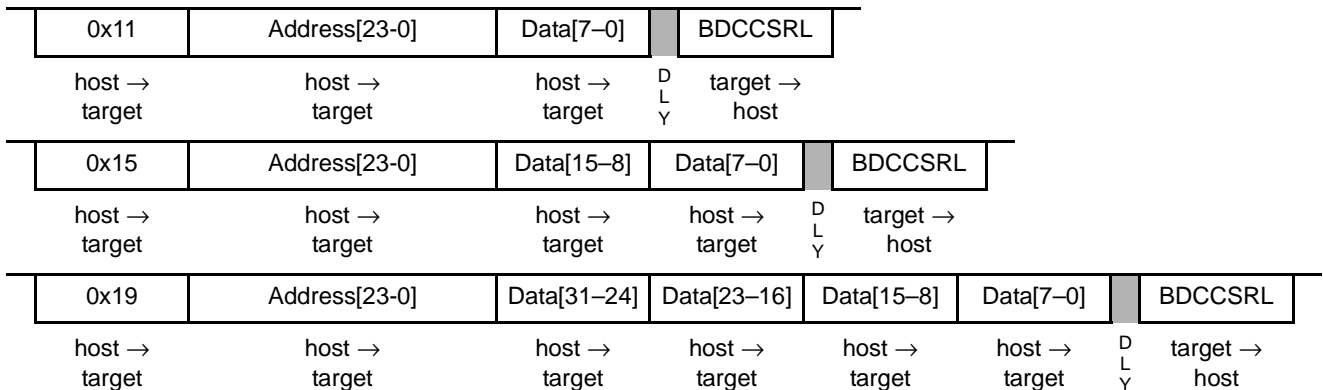 0x11 Address[23-0] Data[7–0] BDCCSRL
host → host → host → D L Y target →
target target target host
0x15 Address[23-0] Data[15–8] Data[7–0] BDCCSRL
host → host → host → host → D L Y target →
target target target target host
0x19 Address[23-0] Data[31–24] Data[23–16] Data[15–8] Data[7–0] BDCCSRL
host → host → host → host → host → host → D L Y target →
target target target target target target host